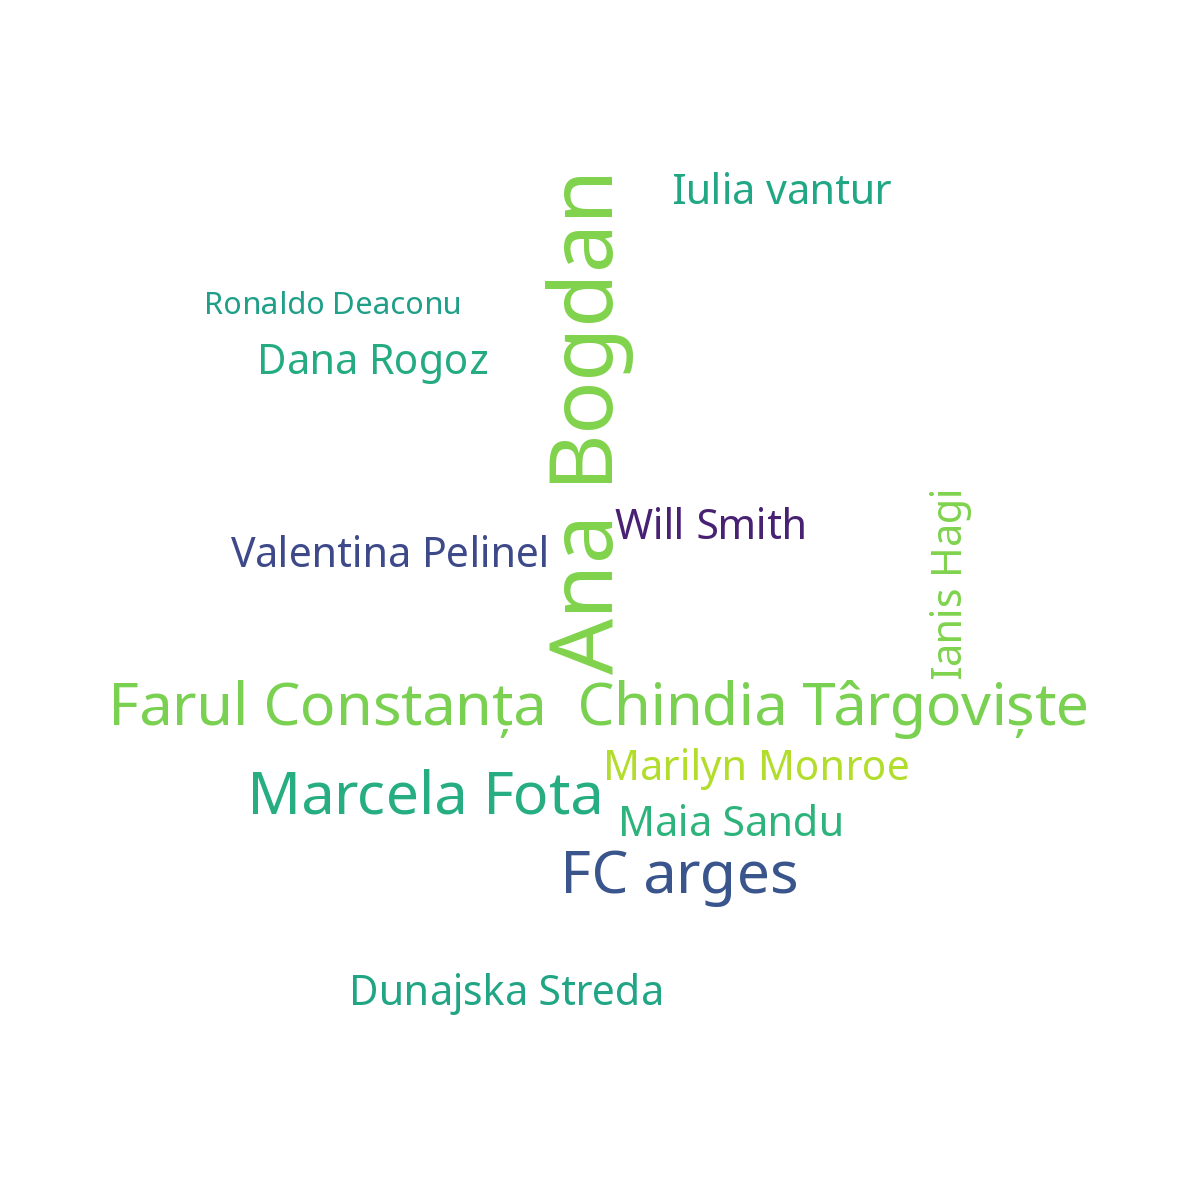 Iulia vantur
Ana Bogdan
Ronaldo Deaconu
Dana Rogoz
Will Smith
Valentina Pelinel
Ianis Hagi
Farul Constanța
Chindia Târgoviște
Marilyn Monroe
Marcela Fota
Maia Sandu
FC arges
Dunajska Streda